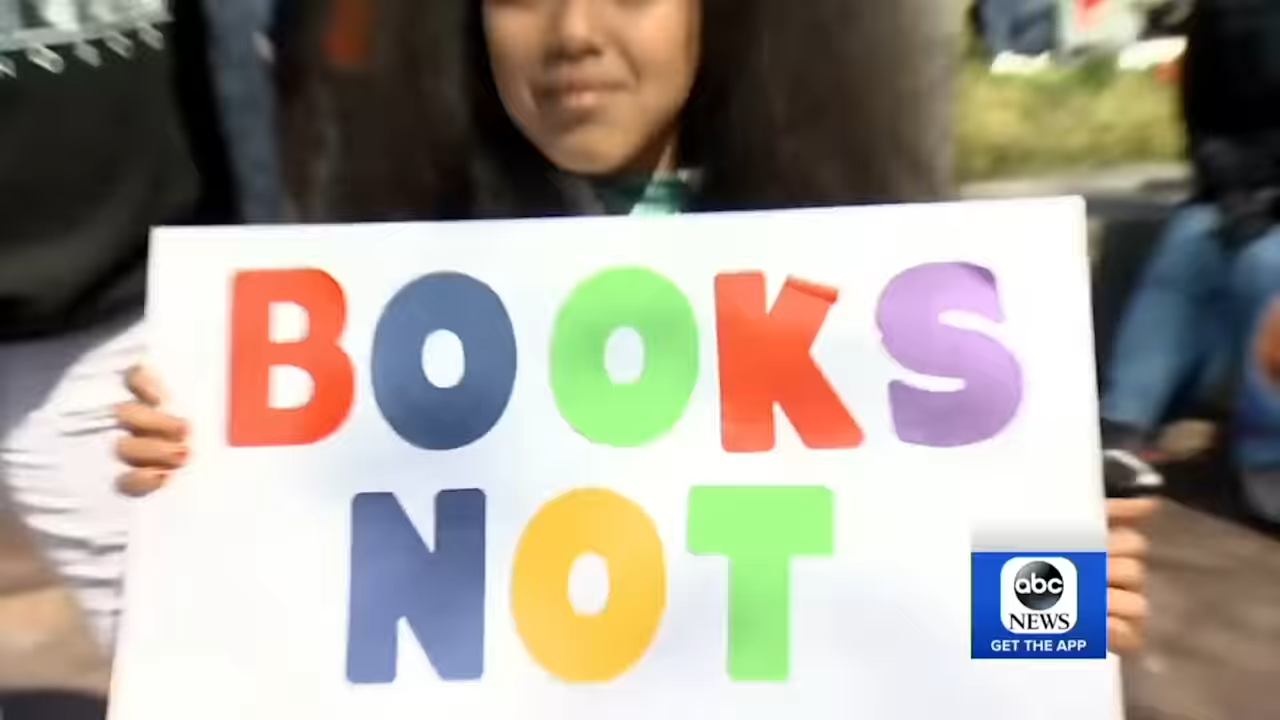 BOOKS
NOT
abc
NEWS
GET THE APP